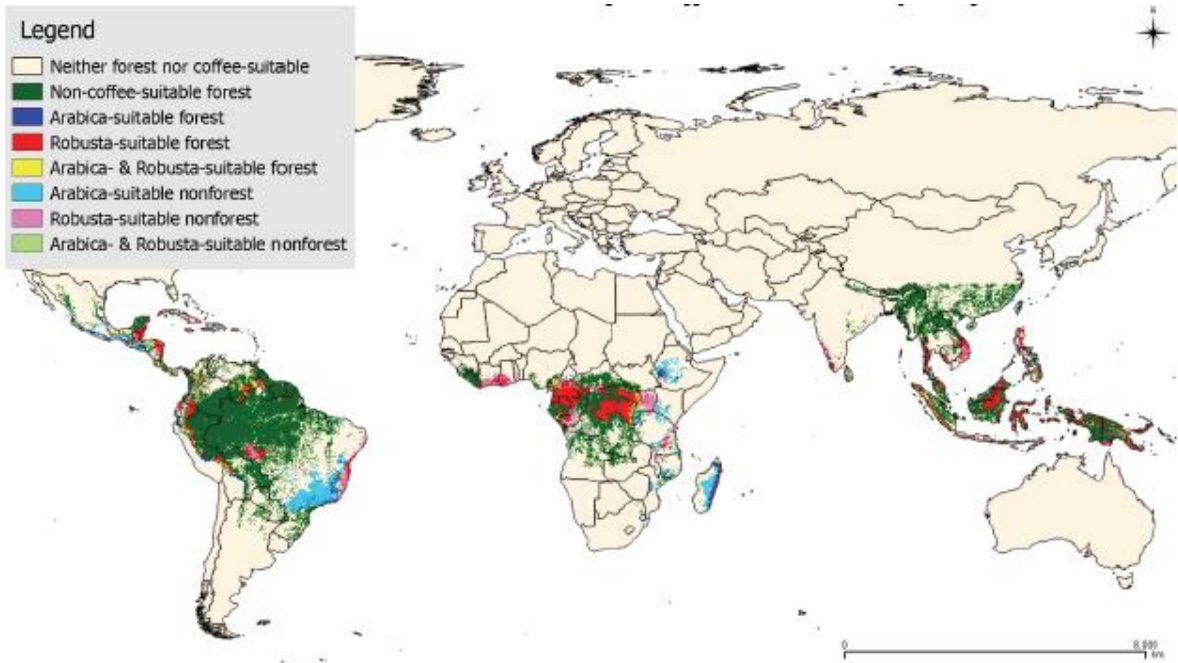 Legend
Neither forest nor coffee-suitable
Non-coffee-suitable forest
Arabica-suitable forest
Robusta-suitable forest
Arabica- & Robusta-suitable forest
Arabica-suitable nonforest
Robusta-suitable nonforest
Arabica- & Robusta-suitable nonforest
N
0 8,000
km